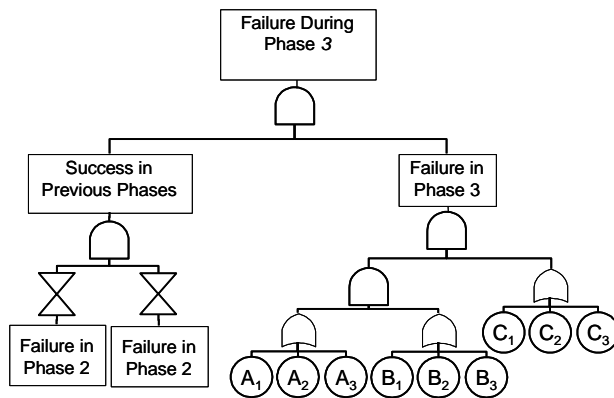 Failure During
Phase 3
Success in
Previous Phases
Failure in
Phase 3
Failure in
Phase 2
Failure in
Phase 2
A₁ A₂ A₃ B₁ B₂ B₃
C₁ C₂ C₃